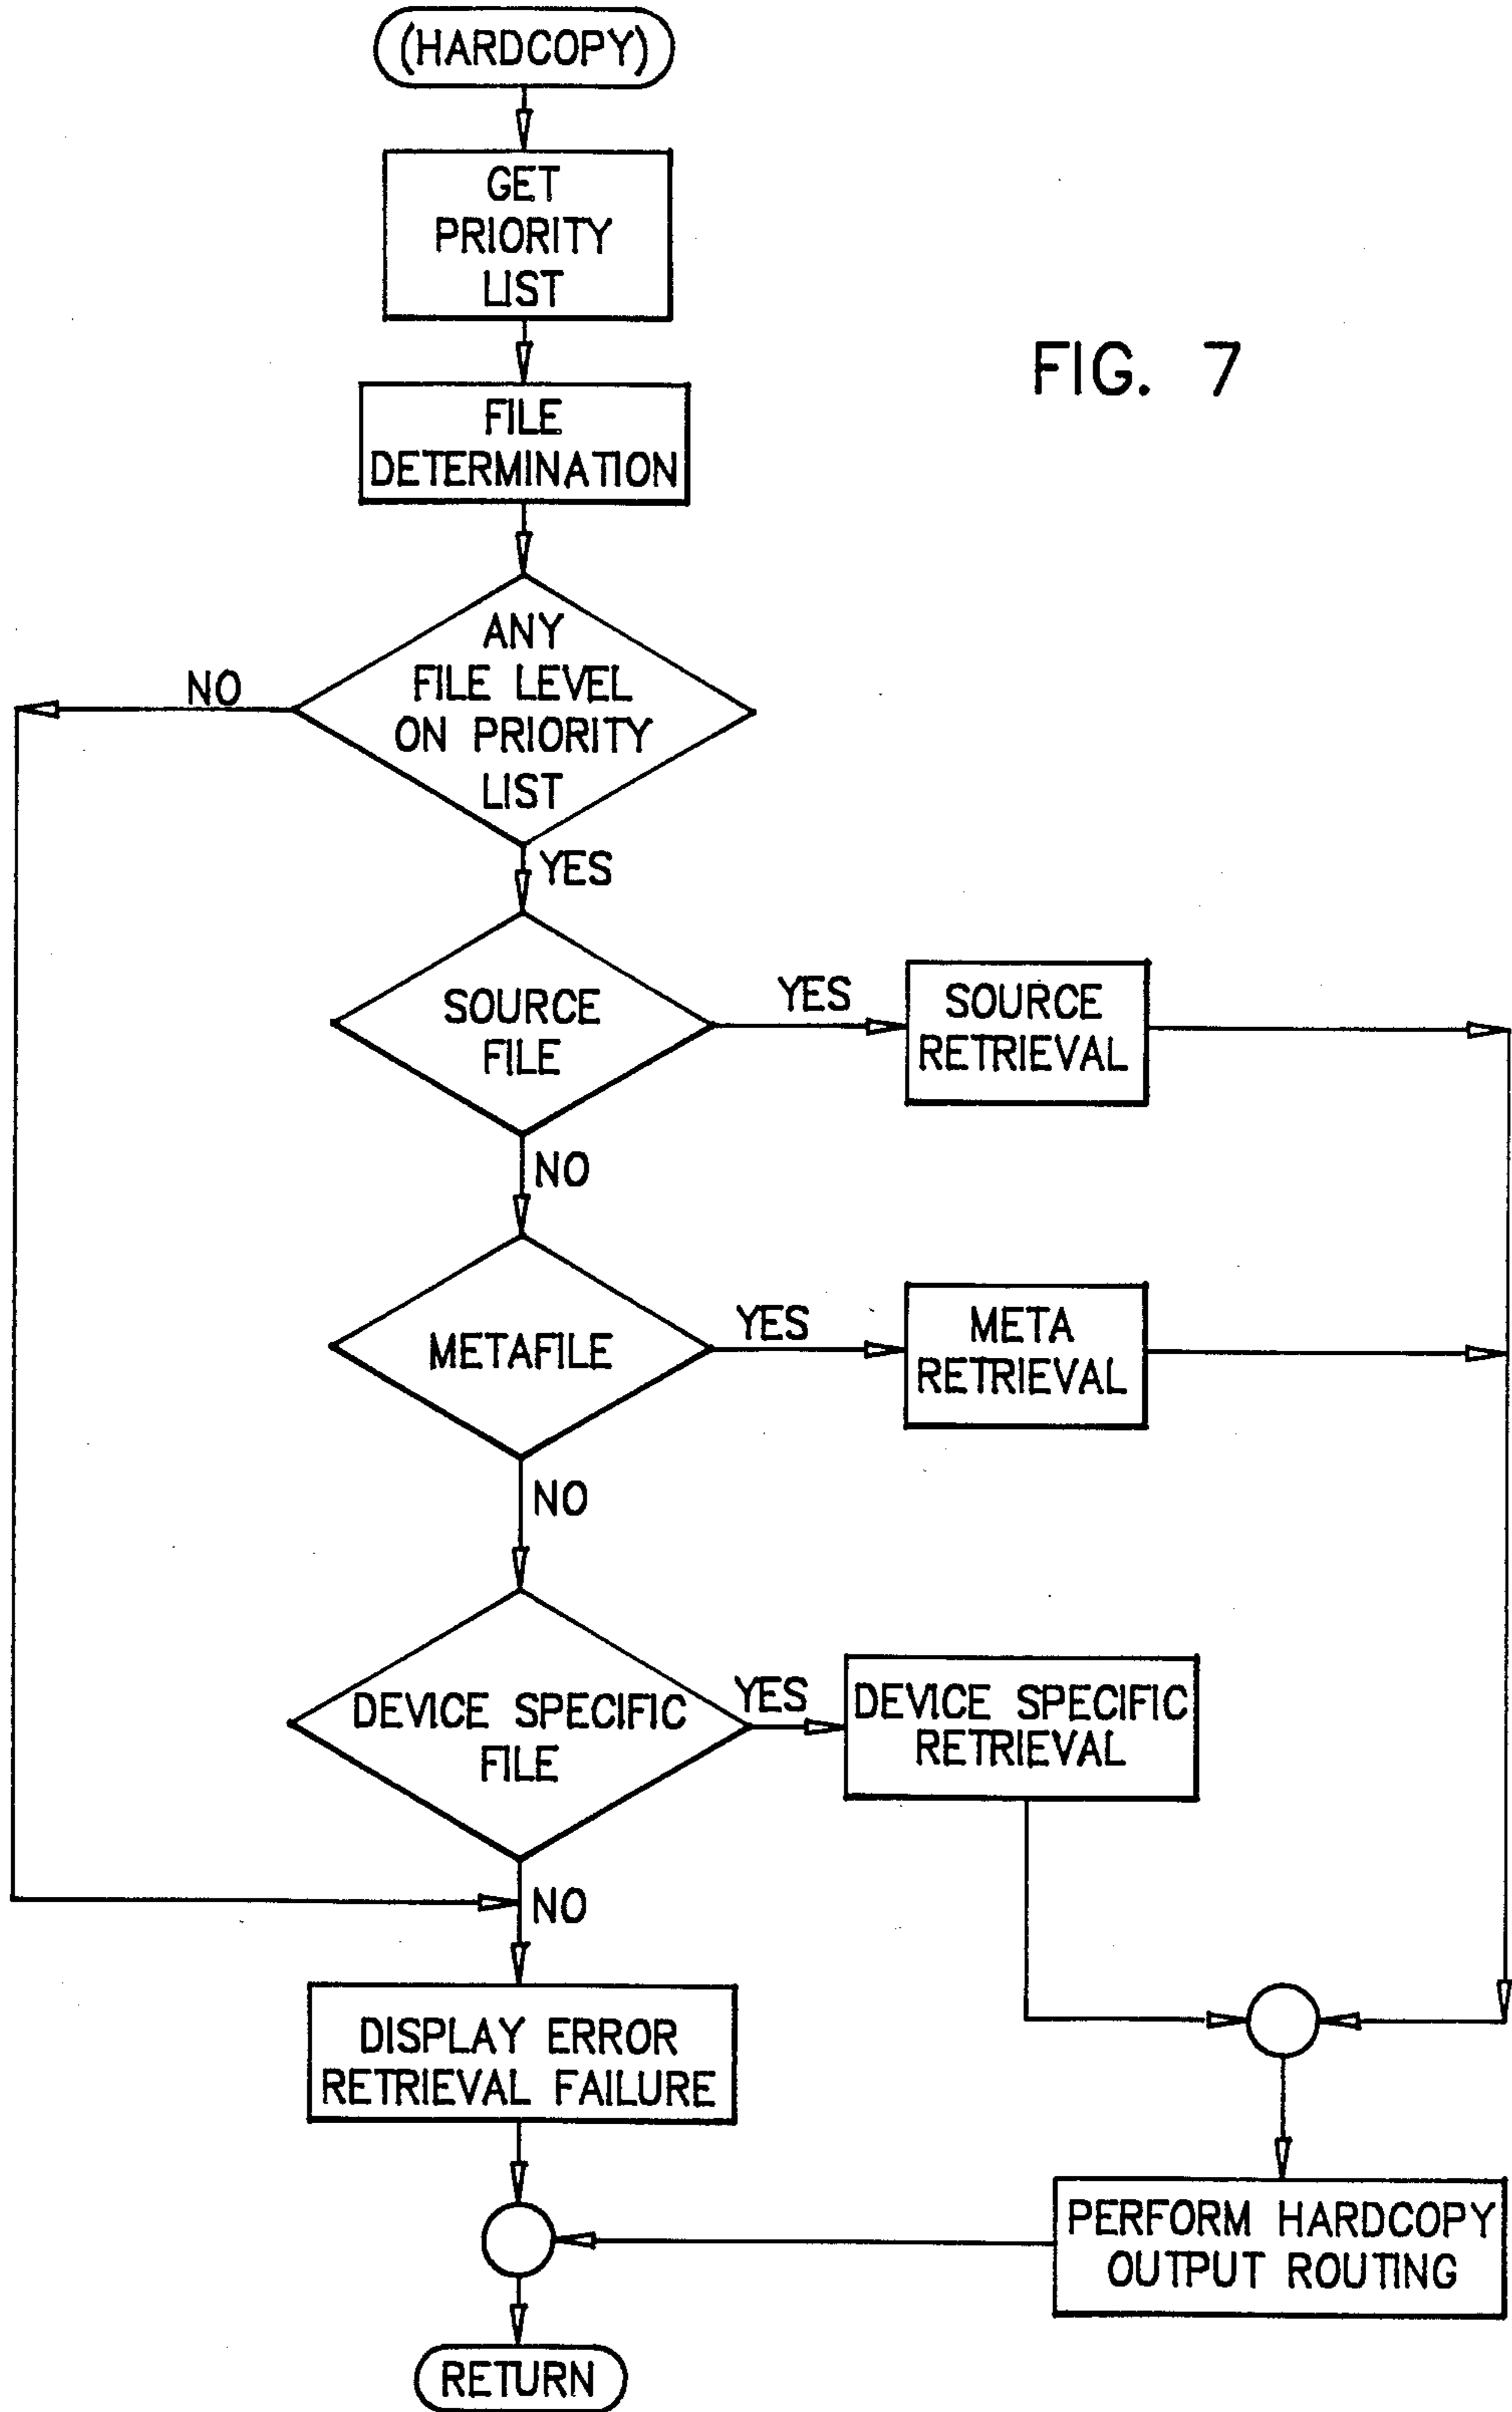 (HARDCOPY)
GET
PRIORITY
LIST
FIG. 7
FILE
DETERMINATION
ANY
FILE LEVEL
ON PRIORITY
LIST
NO
YES
SOURCE
FILE
YES
SOURCE
RETRIEVAL
NO
METAFILE
YES
META
RETRIEVAL
NO
DEVICE SPECIFIC
FILE
YES
DEVICE SPECIFIC
RETRIEVAL
NO
DISPLAY ERROR
RETRIEVAL FAILURE
PERFORM HARDCOPY
OUTPUT ROUTING
RETURN